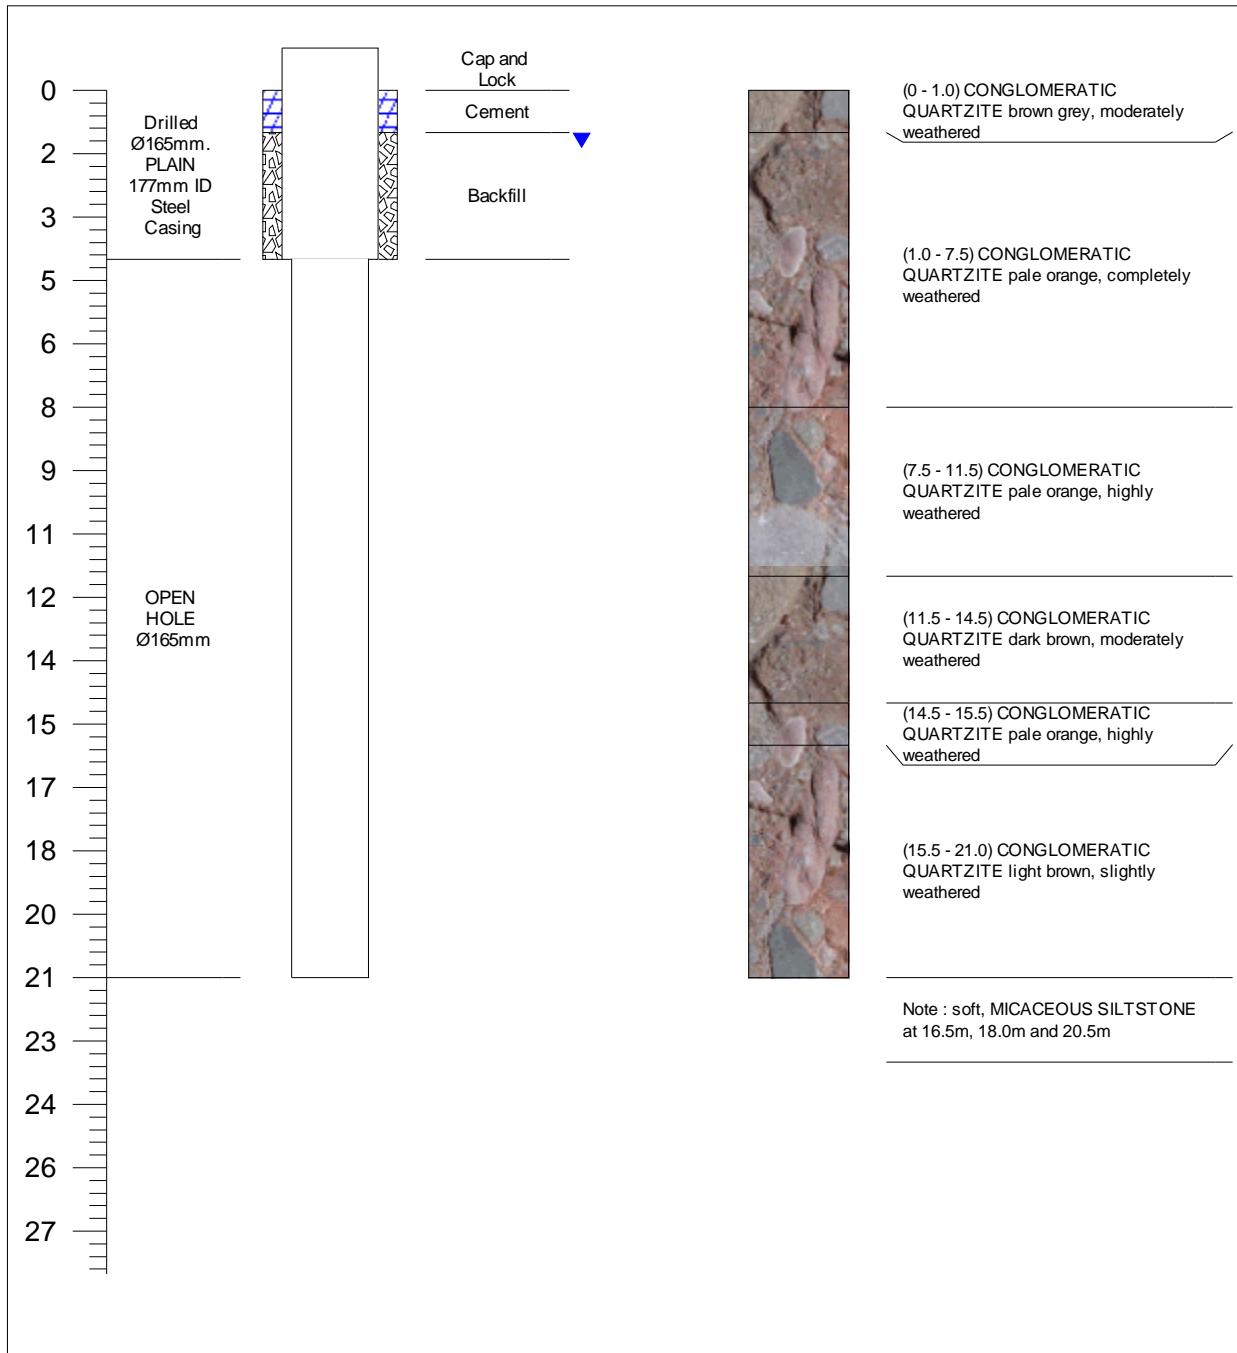 0
2
3
5
6
8
9
11
12
14
15
17
18
20
21
23
24
26
27
Drilled
Ø165mm.
PLAIN
177mm ID
Steel
Casing
OPEN
HOLE
Ø165mm
Cap and
Lock
Cement
Backfill
(0 - 1.0) CONGLOMERATIC
QUARTZITE brown grey, moderately
weathered
(1.0 - 7.5) CONGLOMERATIC
QUARTZITE pale orange, completely
weathered
(7.5 - 11.5) CONGLOMERATIC
QUARTZITE pale orange, highly
weathered
(11.5 - 14.5) CONGLOMERATIC
QUARTZITE dark brown, moderately
weathered
(14.5 - 15.5) CONGLOMERATIC
QUARTZITE pale orange, highly
weathered
(15.5 - 21.0) CONGLOMERATIC
QUARTZITE light brown, slightly
weathered
Note : soft, MICACEOUS SILTSTONE
at 16.5m, 18.0m and 20.5m